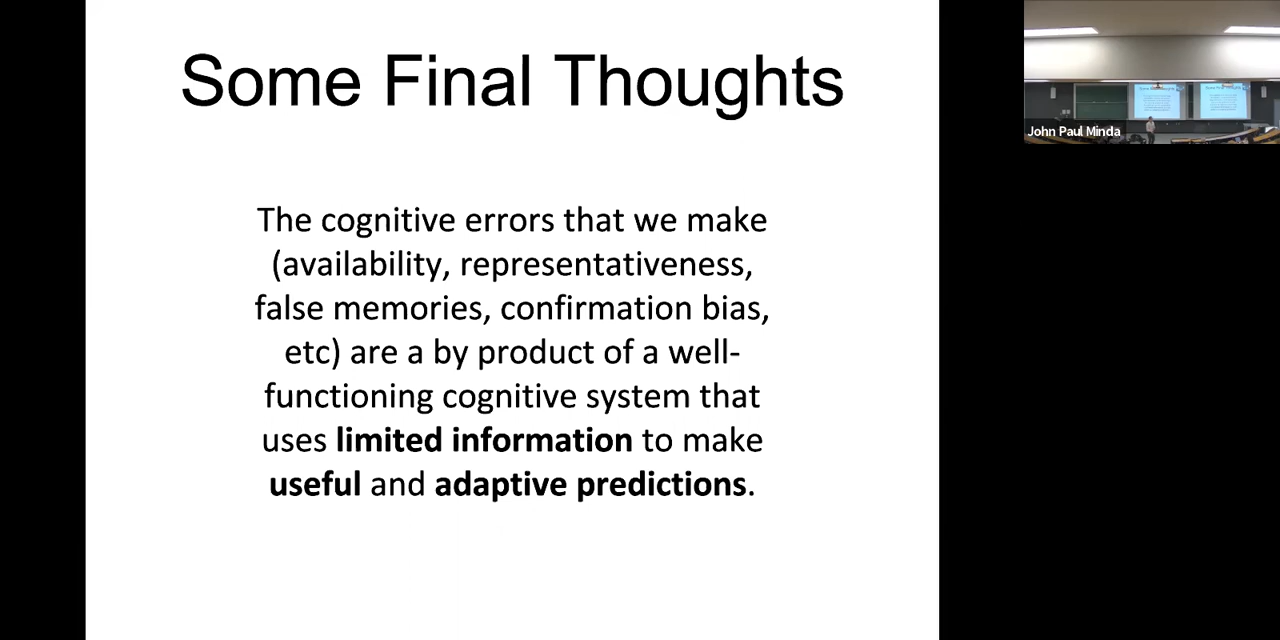 Some Final Thoughts
The cognitive errors that we make
(availability, representativeness,
false memories, confirmation bias,
etc) are a by product of a well-
functioning cognitive system that
uses limited information to make
useful and adaptive predictions.
John Paul Minda